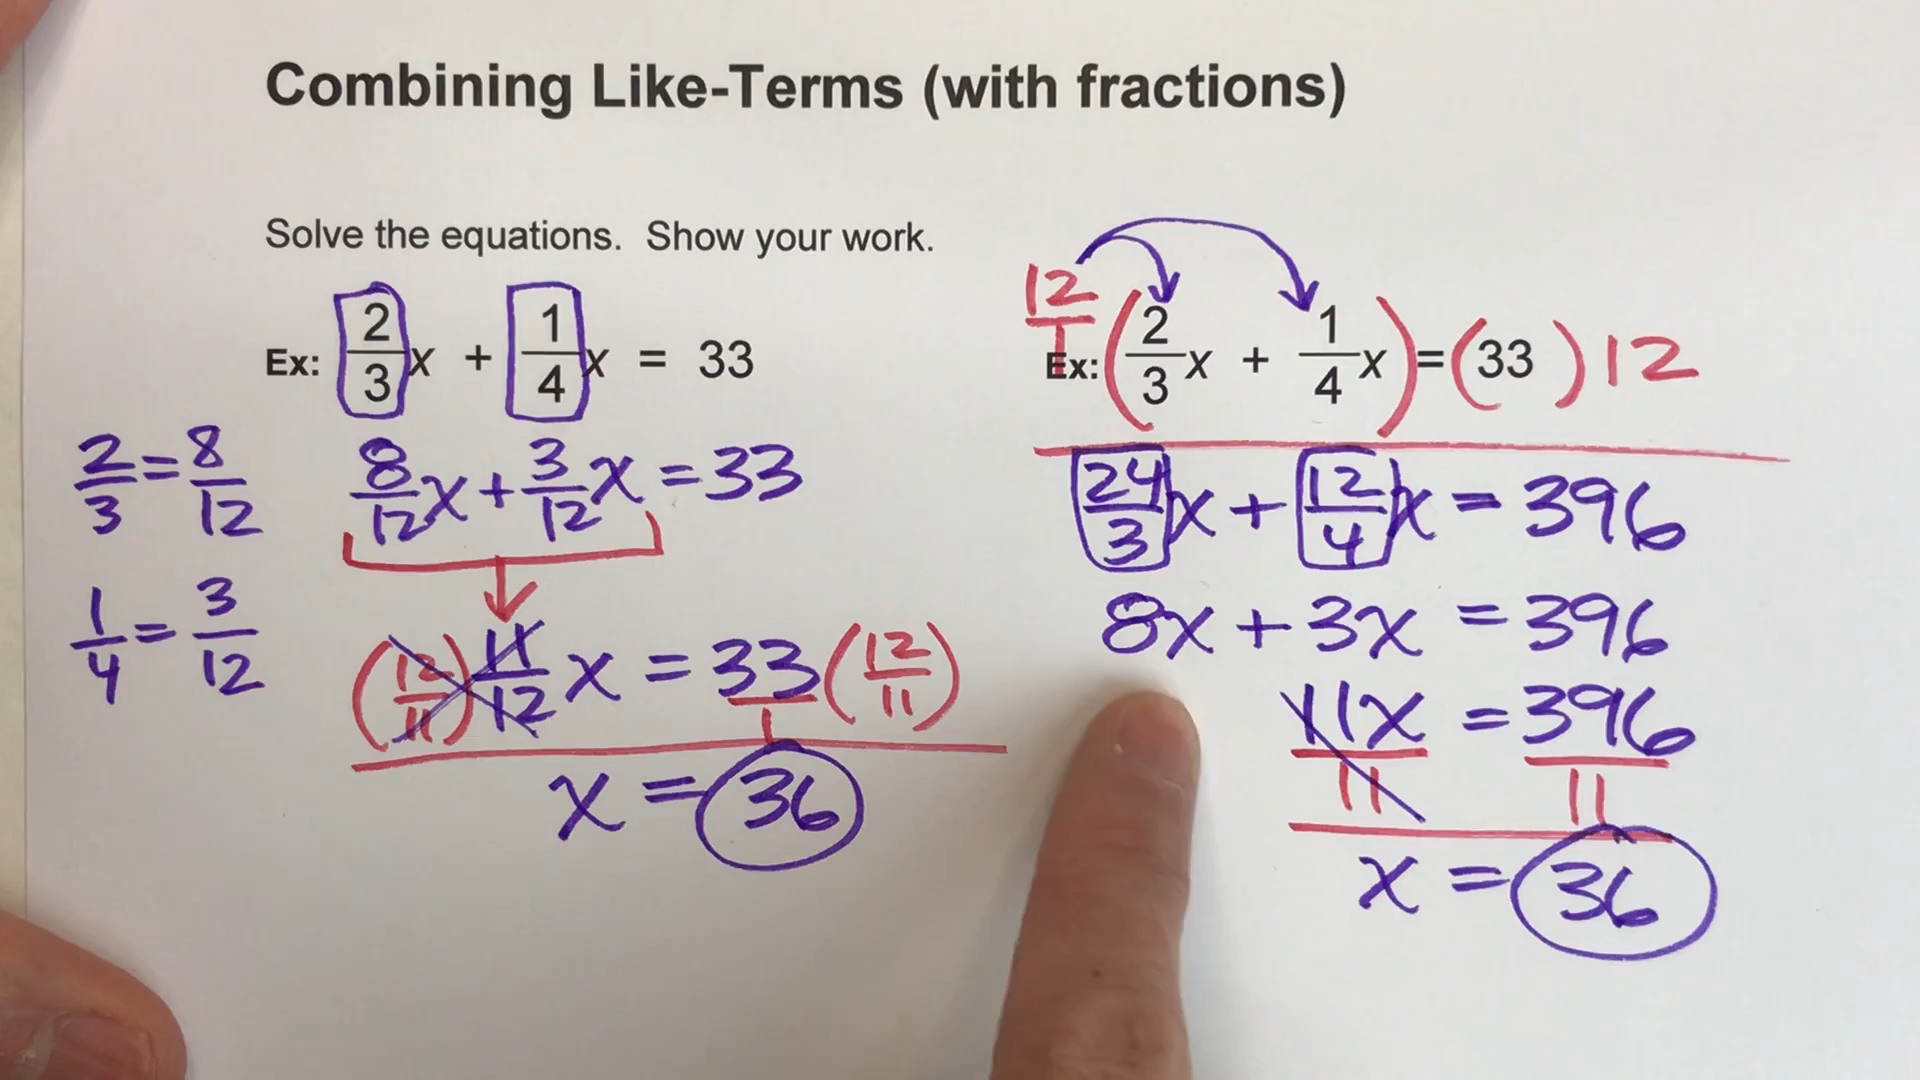 Combining Like-Terms (with fractions)
Solve the equations. Show your work.
Ex: 2/3 x + 1/4 x = 33
2/3 = 8/12
8/12 x + 3/12 x = 33
1/4 = 3/12
(12/11) 11/12 x = 33/1 (12/11)
x = 36
12/1 Ex: (2/3 x + 1/4 x) = (33) 12
24/3 x + 12/4 x = 396
8x + 3x = 396
11x/11 = 396/11
x = 36